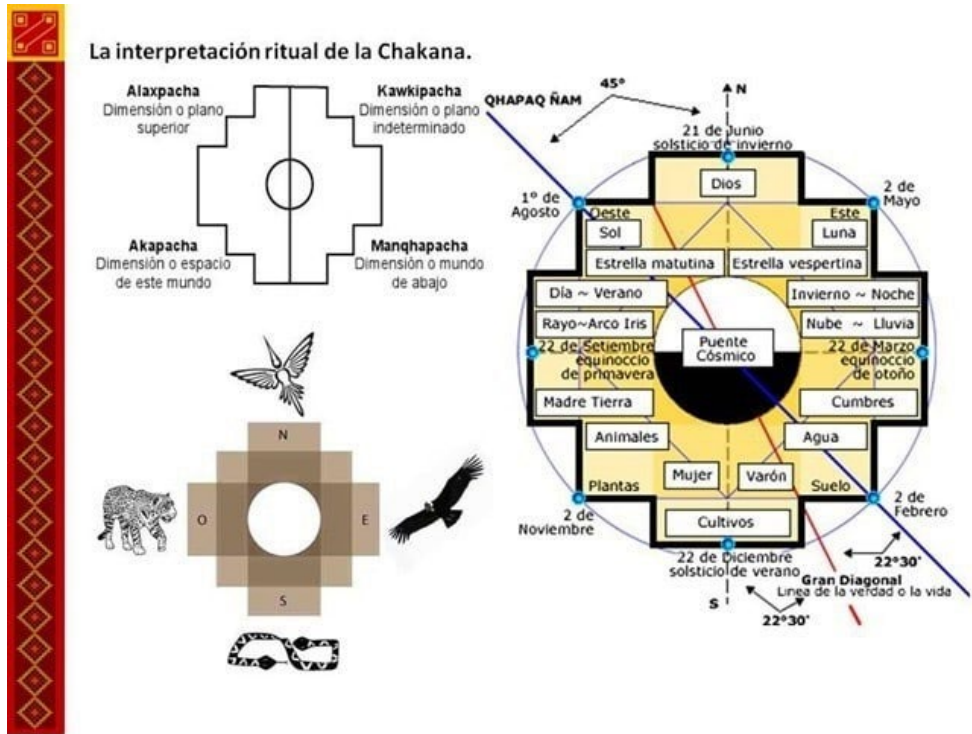 La interpretación ritual de la Chakana.
Alaxpacha
Dimensión o plano
superior
Kawkipacha
Dimensión o plano
indeterminado
Akapacha
Dimensión o espacio
de este mundo
Manqhapacha
Dimensión o mundo
de abajo
N
O
E
S
45°
N
QHAPAQ ÑAM
21 de Junio
solsticio de invierno
Dios
1º de
Agosto
2 de
Mayo
Oeste
Este
Sol
Luna
Estrella matutina
Estrella vespertina
Día ~ Verano
Invierno ~ Noche
Rayo~Arco Iris
Nube ~ Lluvia
Puente
Cósmico
22 de Setiembre
equinoccio
de primavera
22 de Marzo
equinoccio
de otoño
Madre Tierra
Cumbres
Animales
Agua
Mujer
Varón
Plantas
Suelo
2 de
Noviembre
2 de
Febrero
Cultivos
22 de Diciembre
solsticio de verano
S
22°30'
Gran Diagonal
Línea de la verdad o la vida
22°30'